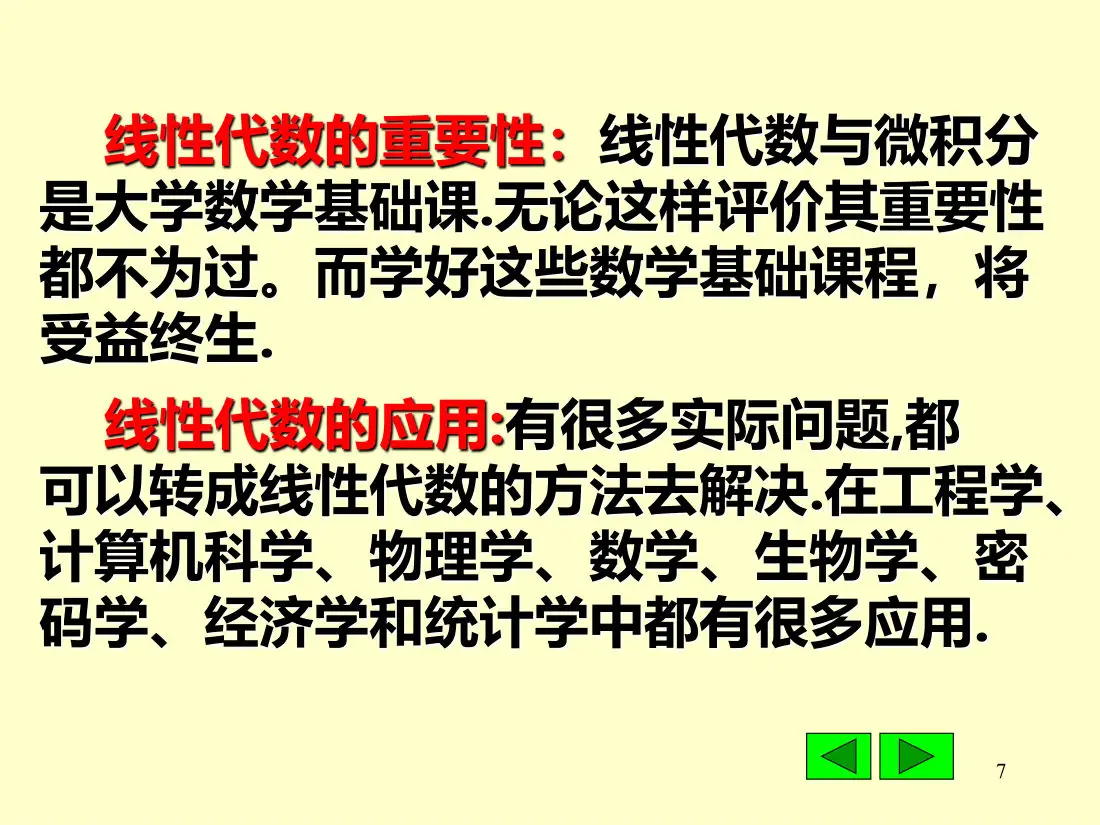 线性代数的重要性：线性代数与微积分
是大学数学基础课.无论这样评价其重要性
都不为过。而学好这些数学基础课程，将
受益终生.
线性代数的应用:有很多实际问题,都
可以转成线性代数的方法去解决.在工程学、
计算机科学、物理学、数学、生物学、密
码学、经济学和统计学中都有很多应用.
7